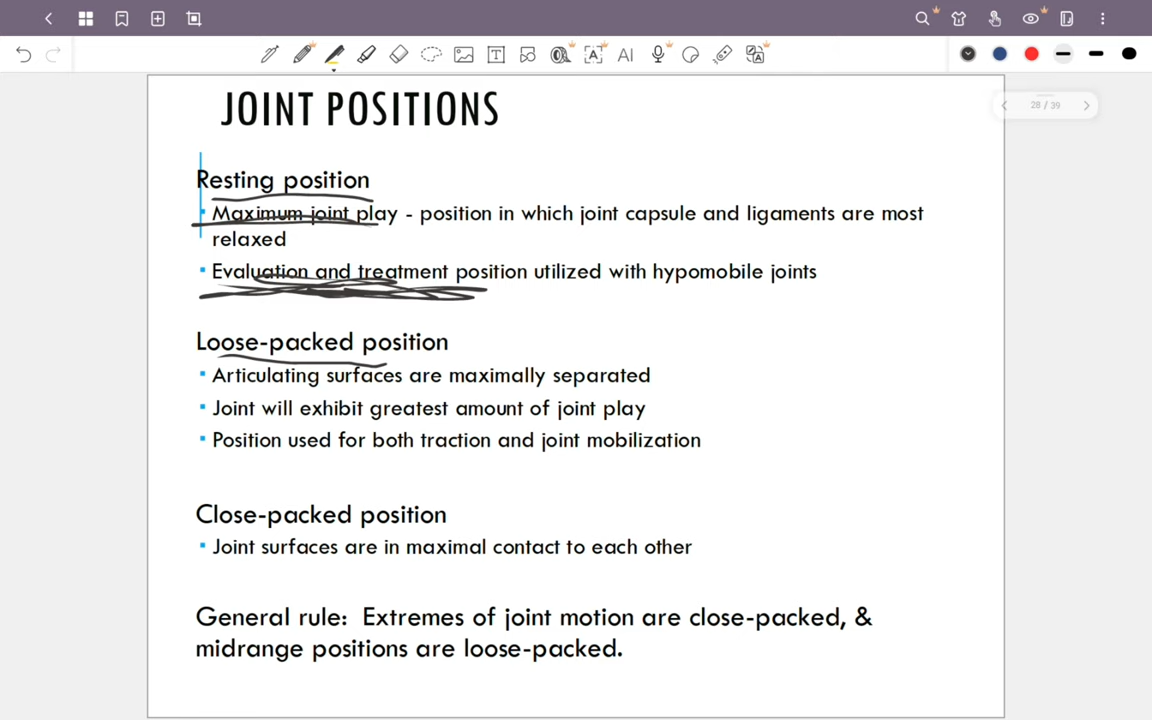 28 / 39
JOINT POSITIONS
Resting position
▪ Maximum joint play - position in which joint capsule and ligaments are most
relaxed
▪ Evaluation and treatment position utilized with hypomobile joints
Loose-packed position
▪ Articulating surfaces are maximally separated
▪ Joint will exhibit greatest amount of joint play
▪ Position used for both traction and joint mobilization
Close-packed position
▪ Joint surfaces are in maximal contact to each other
General rule:  Extremes of joint motion are close-packed, &
midrange positions are loose-packed.